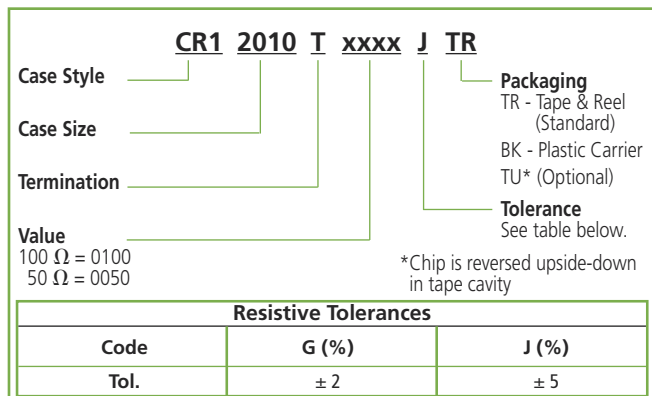 CR1 2010 T xxxx J TR
Case Style
Case Size
Termination
Value
100 Ω = 0100
50 Ω = 0050
Packaging
TR - Tape & Reel
(Standard)
BK - Plastic Carrier
TU* (Optional)
Tolerance
See table below.
*Chip is reversed upside-down
in tape cavity
Resistive Tolerances
Code G (%) J (%)
Tol. ± 2 ± 5